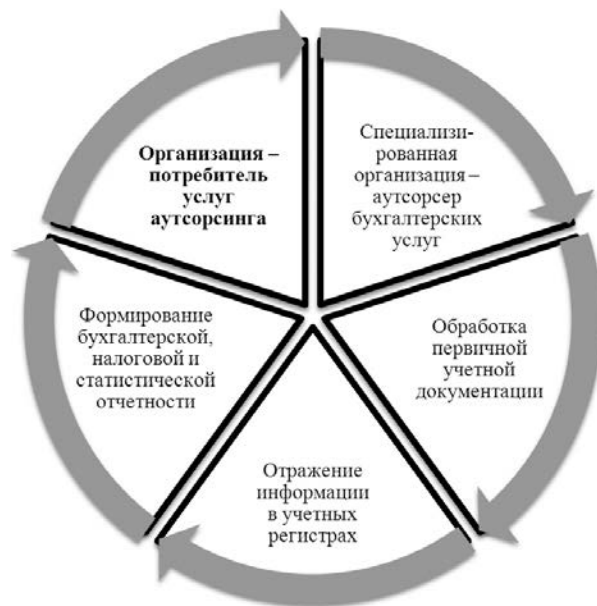 Организация –
потребитель
услуг
аутсорсинга
Специализи-
рованная
организация –
аутсорсер
бухгалтерских
услуг
Обработка
первичной
учетной
документации
Отражение
информации
в учетных
регистрах
Формирование
бухгалтерской,
налоговой и
статистической
отчетности